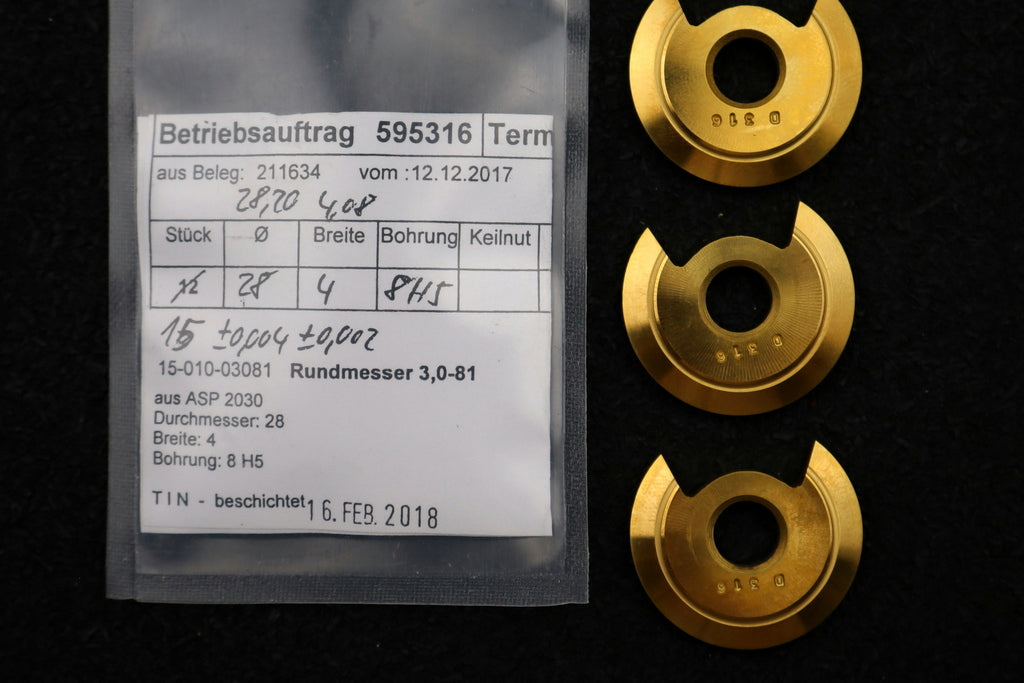 Betriebsauftrag 595316 Term
aus Beleg: 211634 vom :12.12.2017
28,20 4,08
Stück Ø Breite Bohrung Keilnut
12 28 4 8H5
15 ±0,004 ±0,002
15-010-03081 Rundmesser 3,0-81
aus ASP 2030
Durchmesser: 28
Breite: 4
Bohrung: 8 H5
TIN - beschichtet 16. FEB. 2018
D 316
D 316
D 316